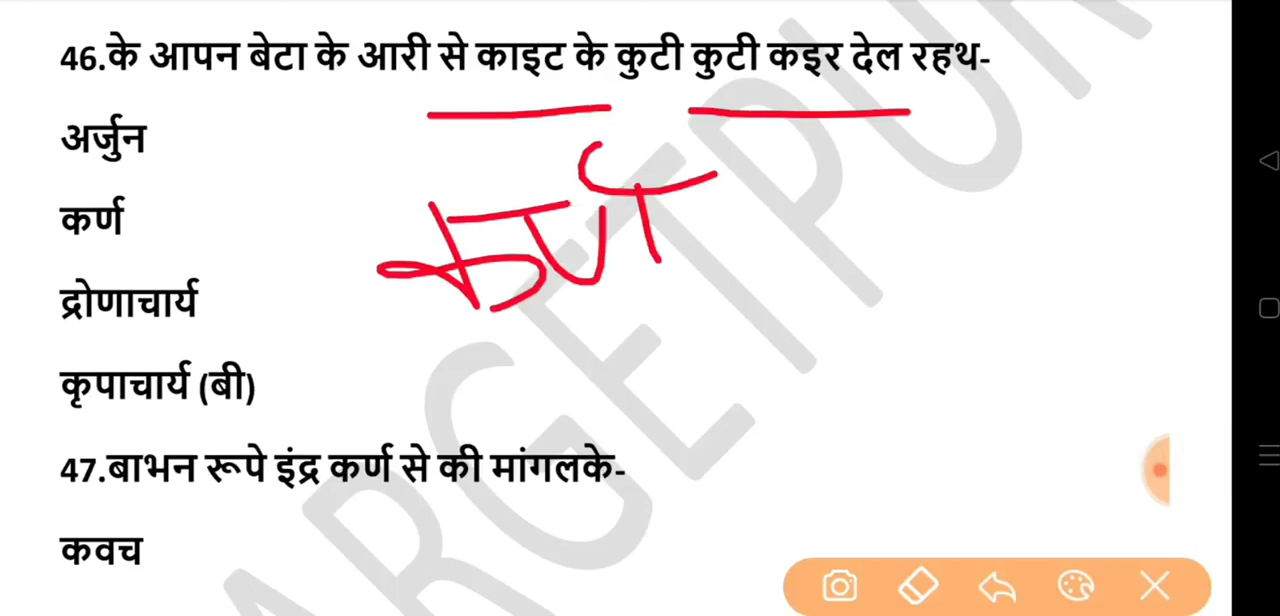 46.के आपन बेटा के आरी से काइट के कुटी कुटी कइर देल रहथ-
अर्जुन
कर्ण
कर्ण
द्रोणाचार्य
कृपाचार्य (बी)
47.बाभन रूपे इंद्र कर्ण से की मांगलके-
कवच